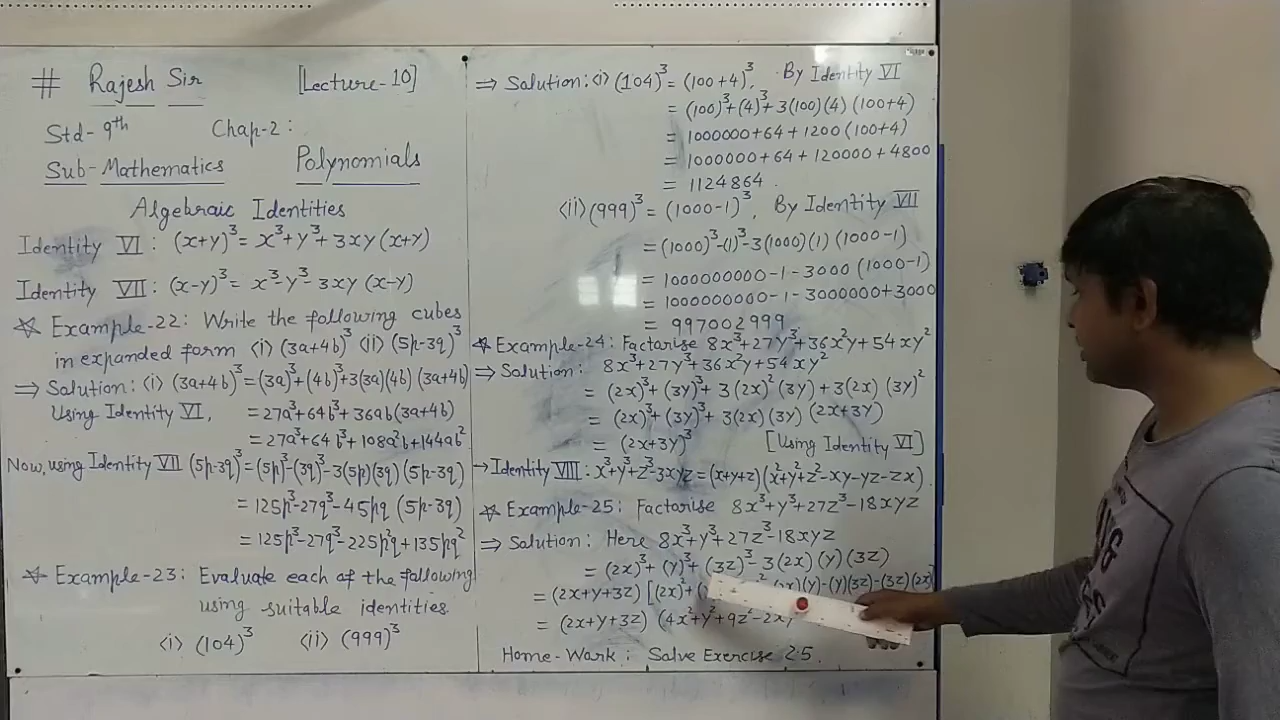 # Rajesh Sir [Lecture-10]
Std- 9th Chap-2:
Sub-Mathematics Polynomials
Algebraic Identities
Identity VI: (x+y)³= x³+y³+3xy(x+y)
Identity VII: (x-y)³= x³-y³-3xy (x-y)
☆ Example-22: Write the following cubes
in expanded form <i> (3a+4b)³ <ii> (5p-3q)³
⇒ Solution: <i> (3a+4b)³=(3a)³+(4b)³+3(3a)(4b) (3a+4b)
Using Identity VI, =27a³+64b³+36ab(3a+4b)
=27a³+64b³+108a²b+144ab²
Now, using Identity VII (5p-3q)³=(5p)³-(3q)³-3(5p)(3q) (5p-3q)
= 125p³-27q³-45pq (5p-3q)
= 125p³-27q³-225p²q+135pq²
☆ Example-23: Evaluate each of the following
using suitable identities
<i> (104)³ <ii> (999)³
⇒ Solution: <i> (104)³ = (100+4)³, By Identity VI
= (100)³+(4)³+3(100)(4) (100+4)
= 1000000+64+1200(100+4)
= 1000000+64+120000+4800
= 1124864.
<ii> (999)³ = (1000-1)³, By Identity VII
=(1000)³-(1)³-3(1000)(1) (1000-1)
= 1000000000-1-3000 (1000-1)
= 1000000000-1-3000000+3000
= 997002999.
☆ Example-24: Factorise 8x³+27y³+36x²y+54xy²
⇒ Solution: 8x³+27y³+36x²y+54xy²
= (2x)³+(3y)³+3(2x)²(3y)+3(2x)(3y)²
= (2x)³+(3y)³+3(2x)(3y) (2x+3y)
= (2x+3y)³ [Using Identity VI]
→ Identity VIII: x³+y³+z³-3xyz=(x+y+z)(x²+y²+z²-xy-yz-zx).
☆ Example-25: Factorise 8x³+y³+27z³-18xyz
⇒ Solution: Here 8x³+y³+27z³-18xyz
= (2x)³+(y)³+(3z)³-3(2x)(y)(3z)
= (2x+y+3z) [(2x)²+ (2x)(y)-(y)(3z)-(3z)(2x)]
= (2x+y+3z) (4x²+y²+9z²-2x
Home-Work: Solve Exercise 2.5.